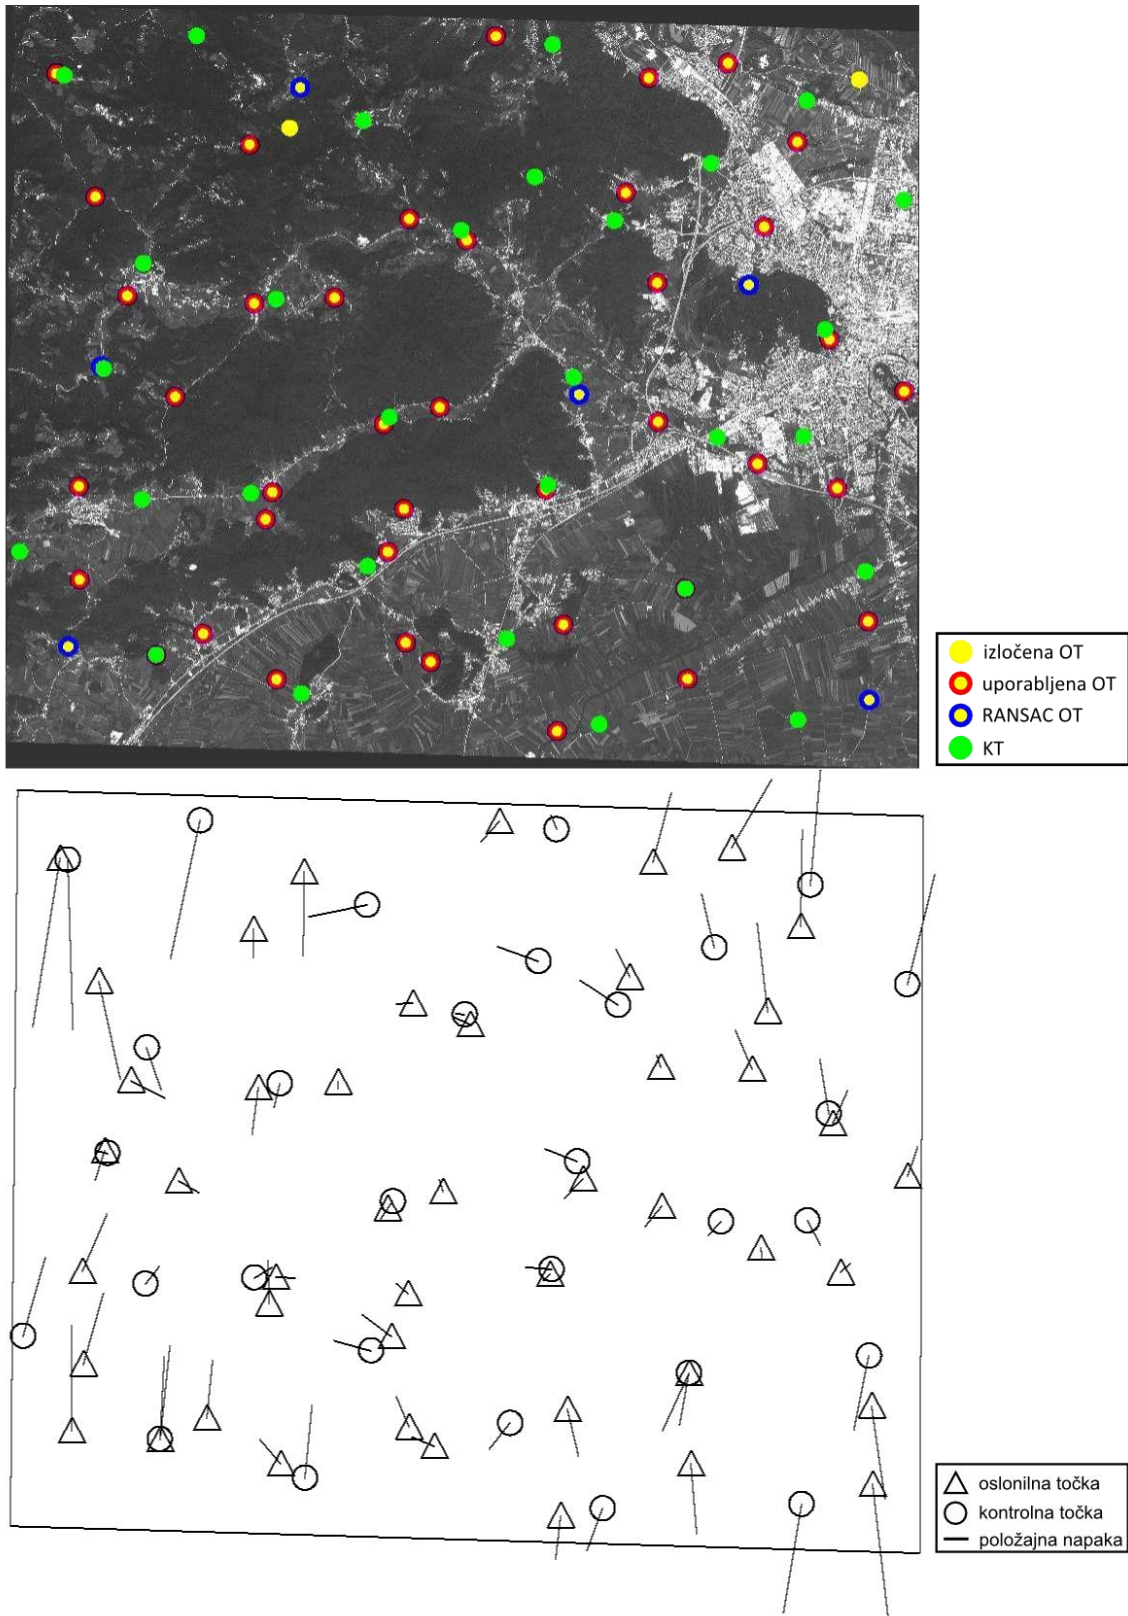 izločena OT
uporabljena OT
RANSAC OT
KT
oslonilna točka
kontrolna točka
položajna napaka